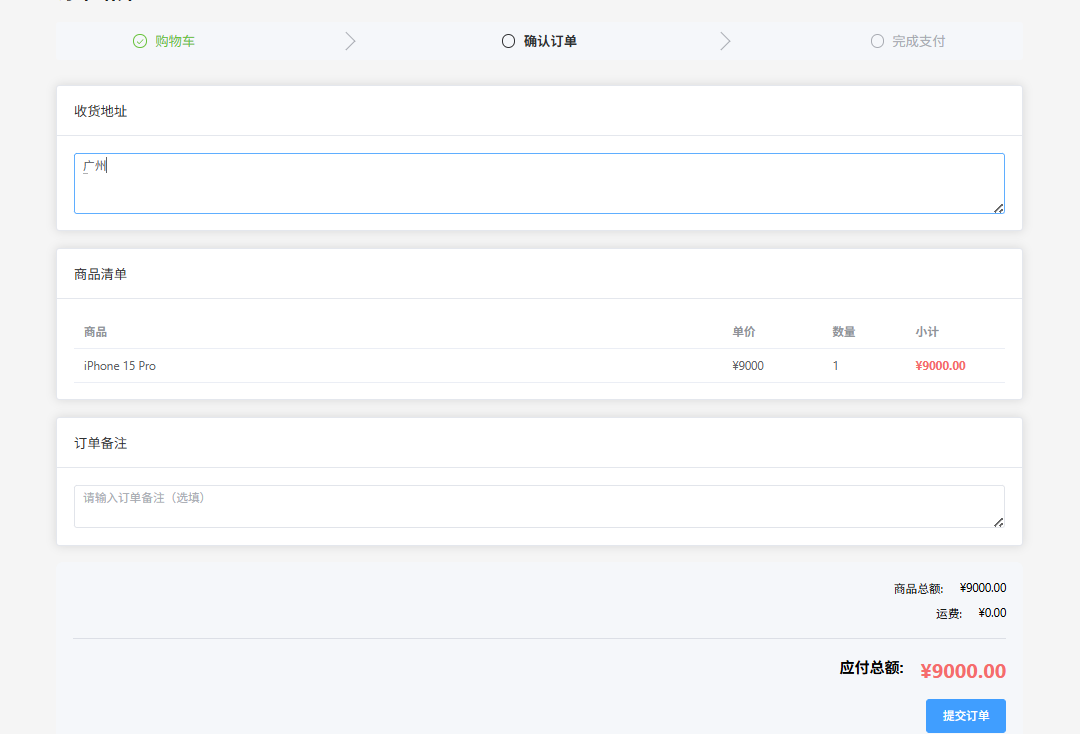 购物车
确认订单
完成支付
收货地址
广州
商品清单
商品 单价 数量 小计
iPhone 15 Pro ¥9000 1 ¥9000.00
订单备注
请输入订单备注（选填）
商品总额: ¥9000.00
运费: ¥0.00
应付总额: ¥9000.00
提交订单